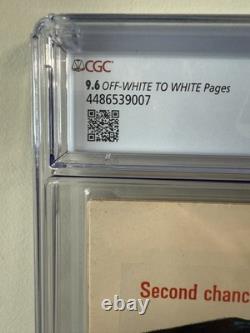 CGC
9.6 OFF-WHITE TO WHITE Pages
4486539007
Second chanc